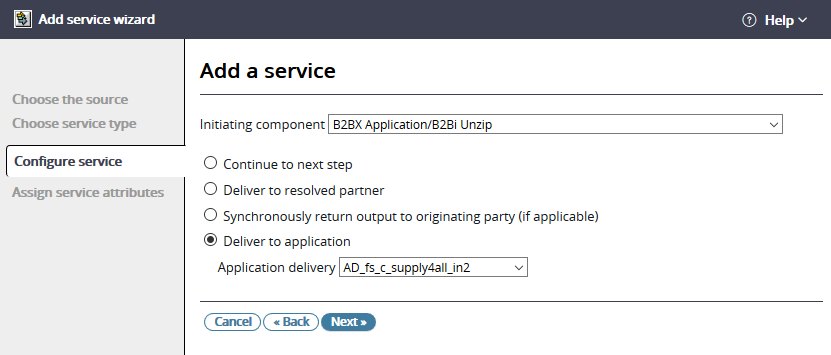 Add service wizard
Help
Add a service
Choose the source
Choose service type
Configure service
Assign service attributes
Initiating component B2BX Application/B2Bi Unzip
Continue to next step
Deliver to resolved partner
Synchronously return output to originating party (if applicable)
Deliver to application
Application delivery AD_fs_c_supply4all_in2
Cancel « Back Next »